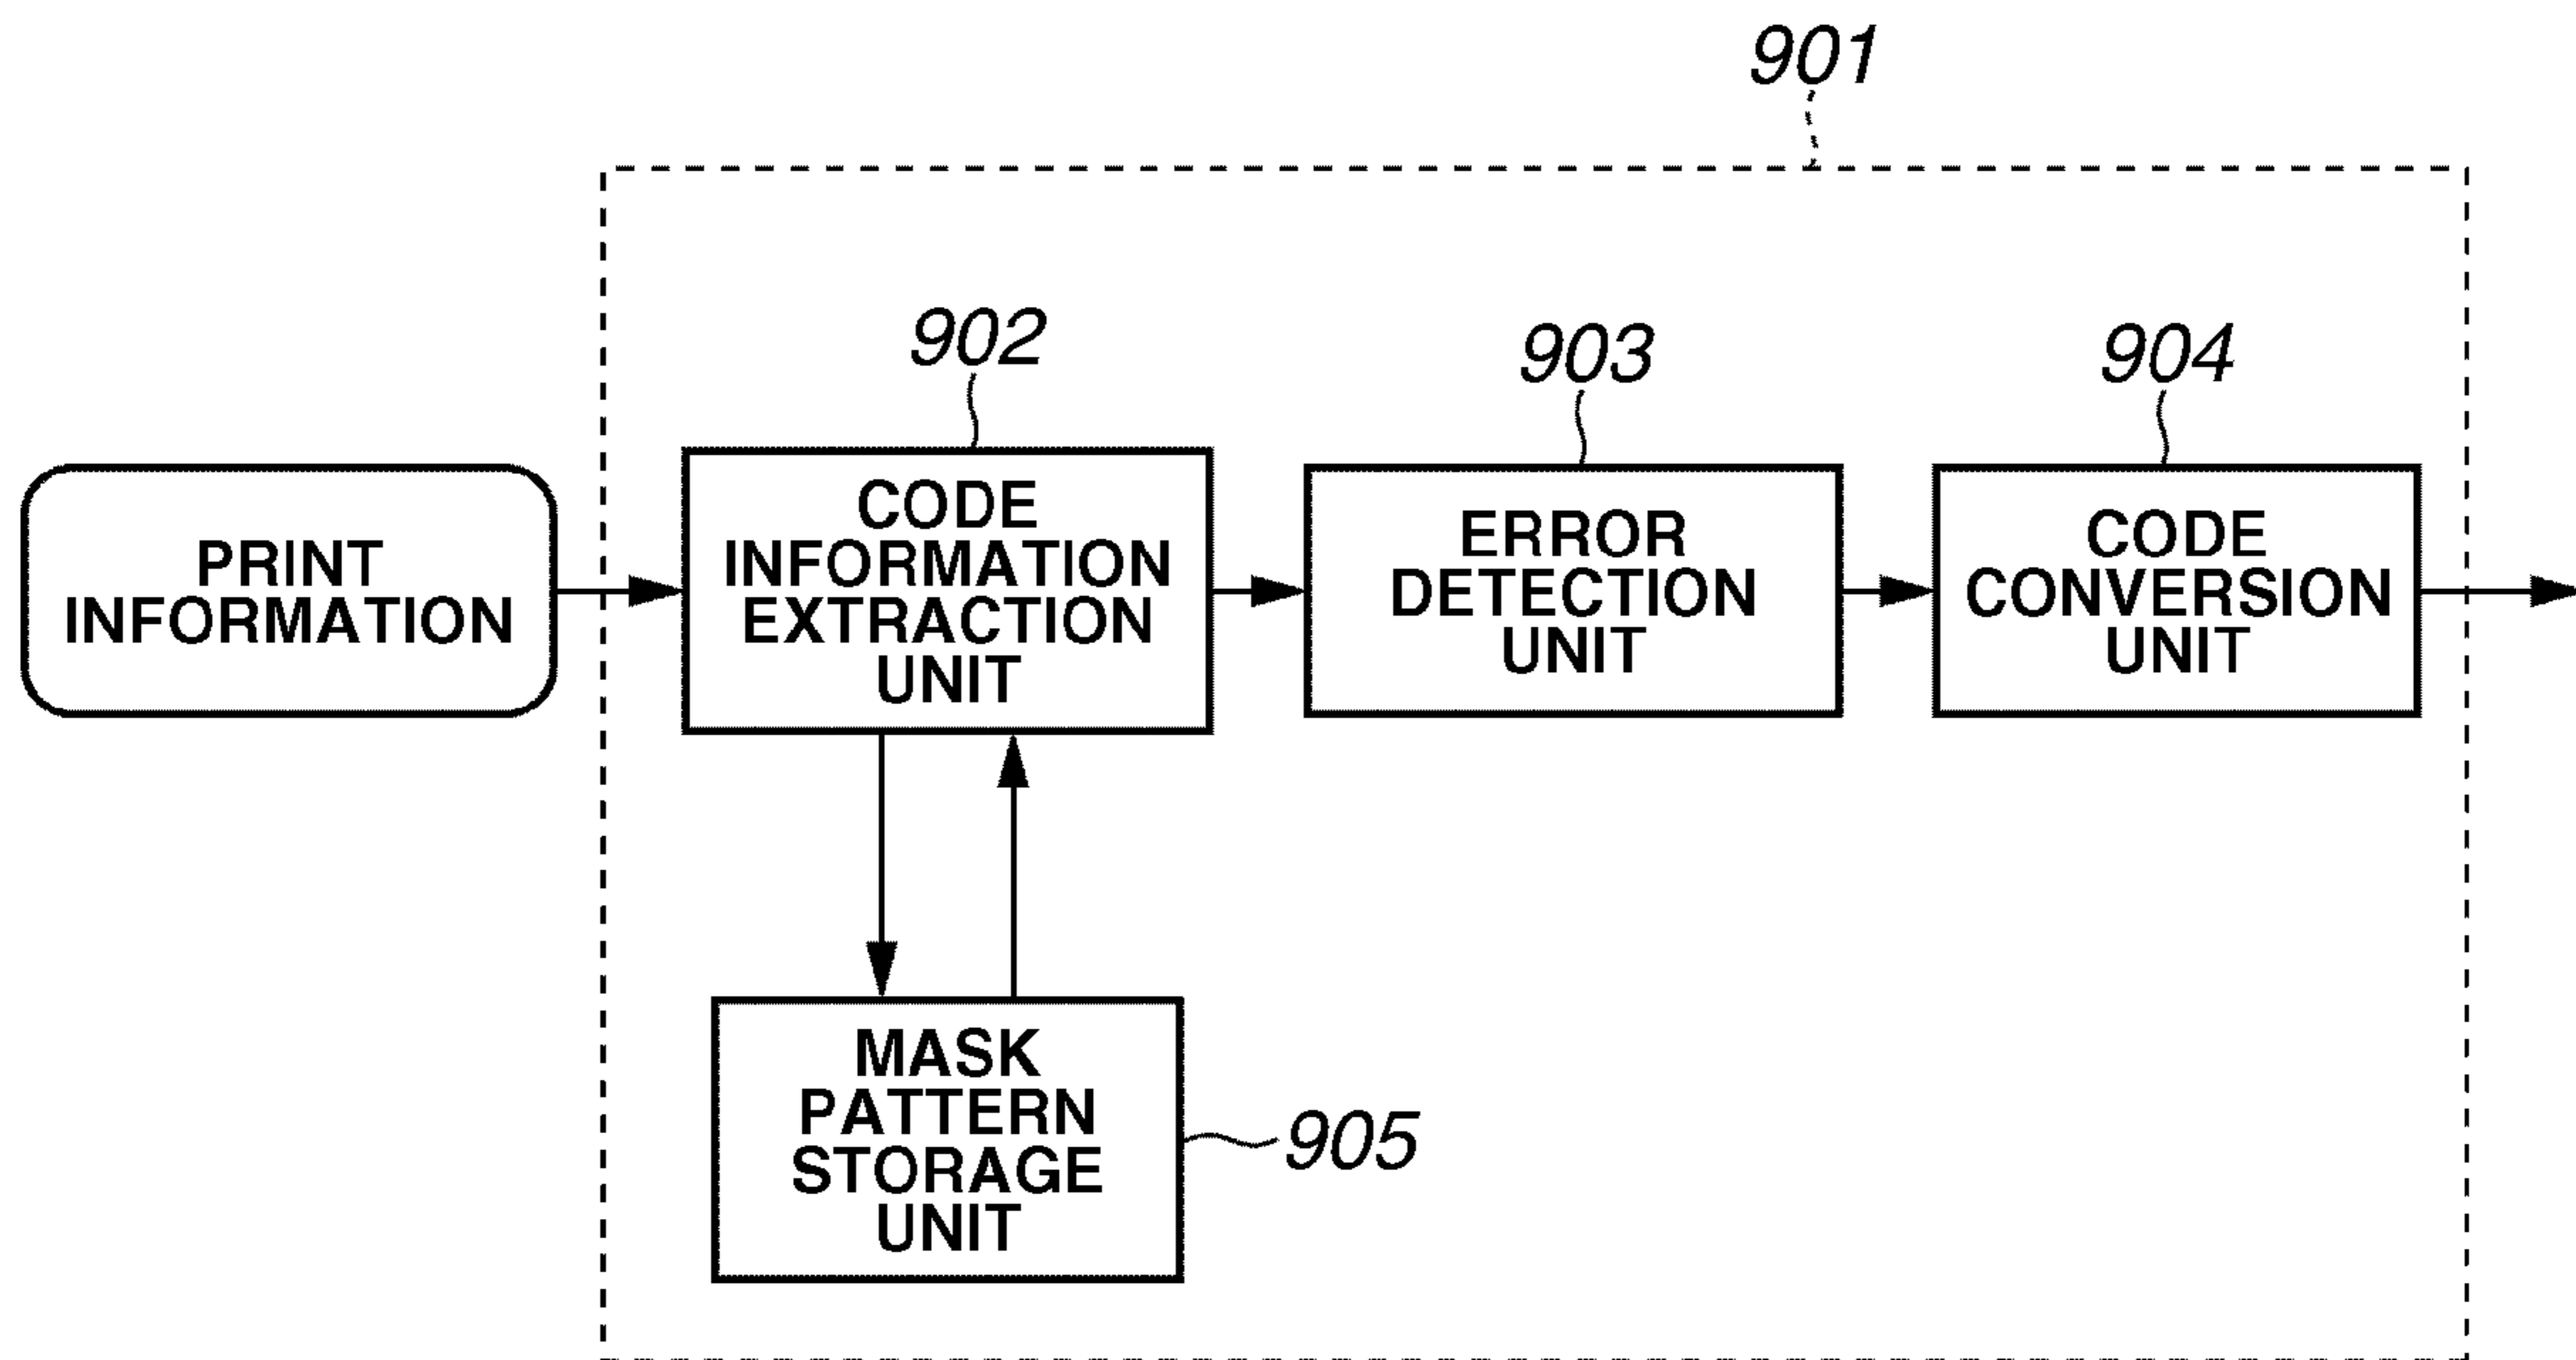 901
902
903
904
PRINT
INFORMATION
CODE
INFORMATION
EXTRACTION
UNIT
ERROR
DETECTION
UNIT
CODE
CONVERSION
UNIT
MASK
PATTERN
STORAGE
UNIT
905